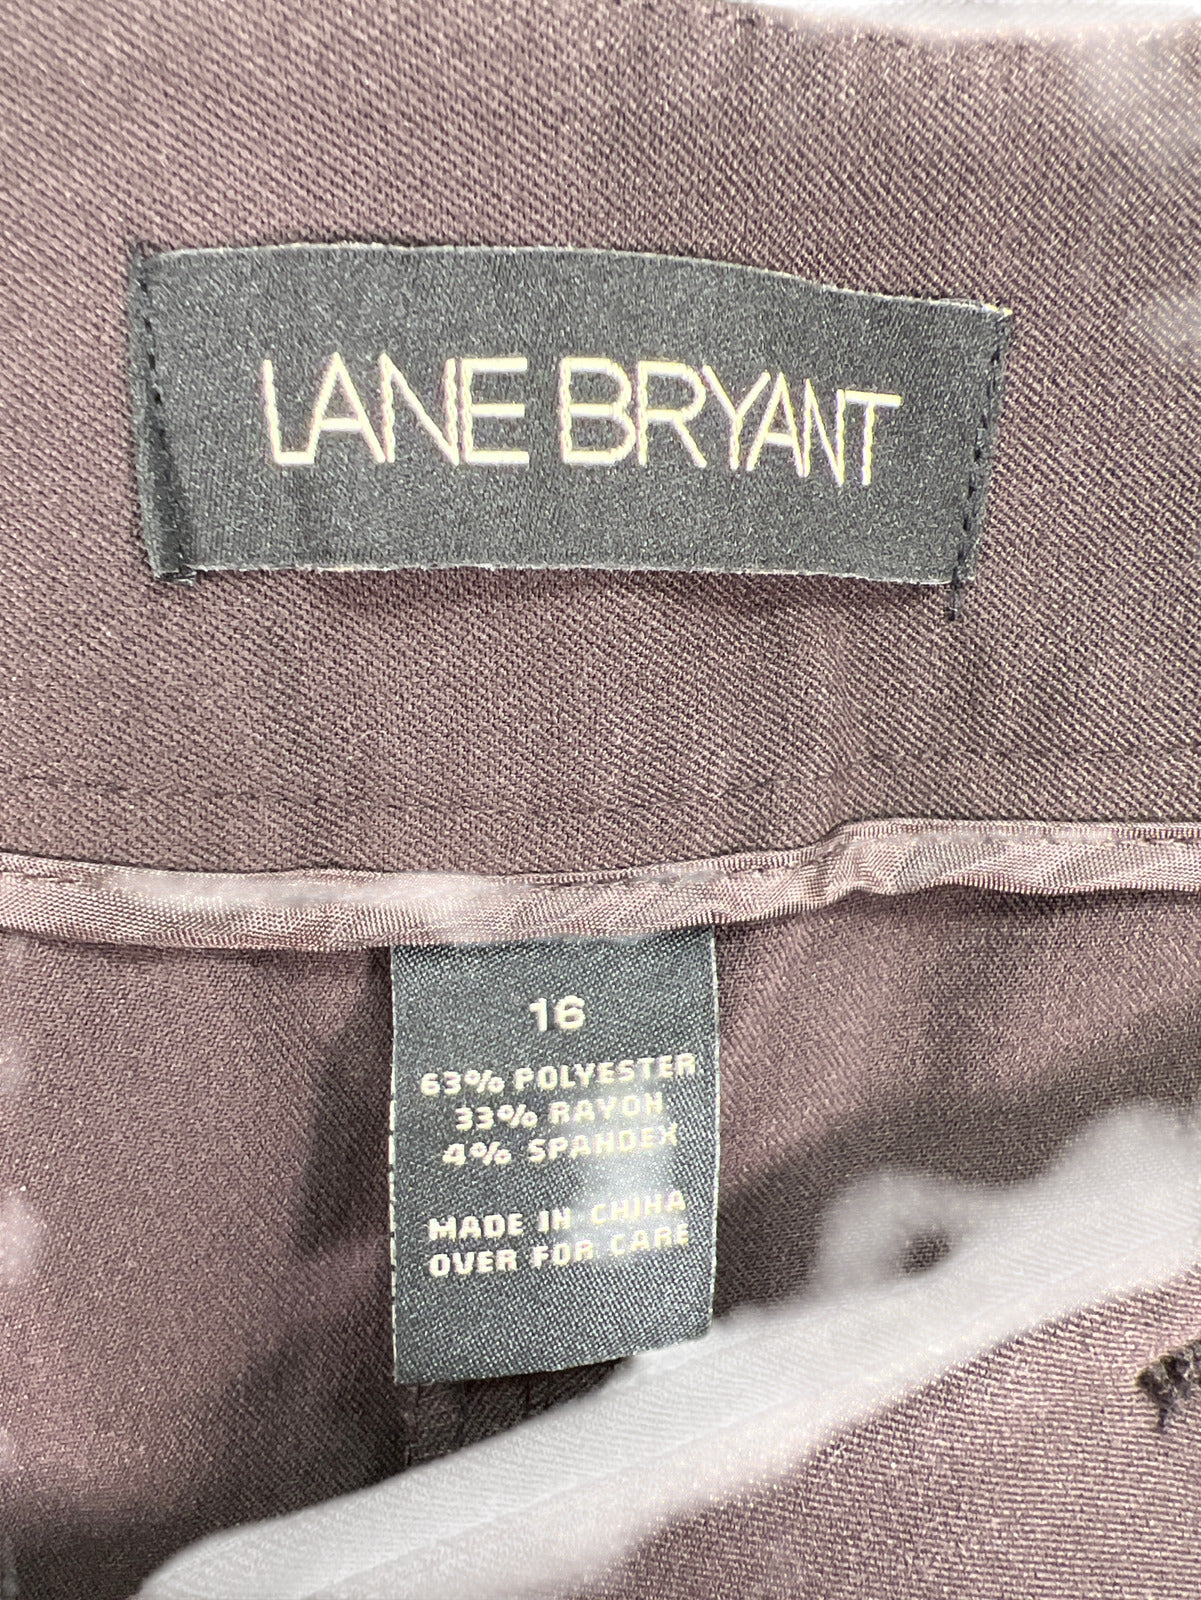 LANE BRYANT
16
63% POLYESTER
33% RAYON
4% SPANDEX
MADE IN CHINA
OVER FOR CARE